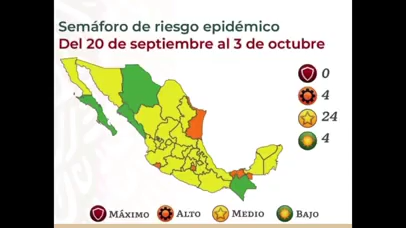 Semáforo de riesgo epidémico
Del 20 de septiembre al 3 de octubre
0
4
24
4
MÁXIMO ALTO MEDIO BAJO